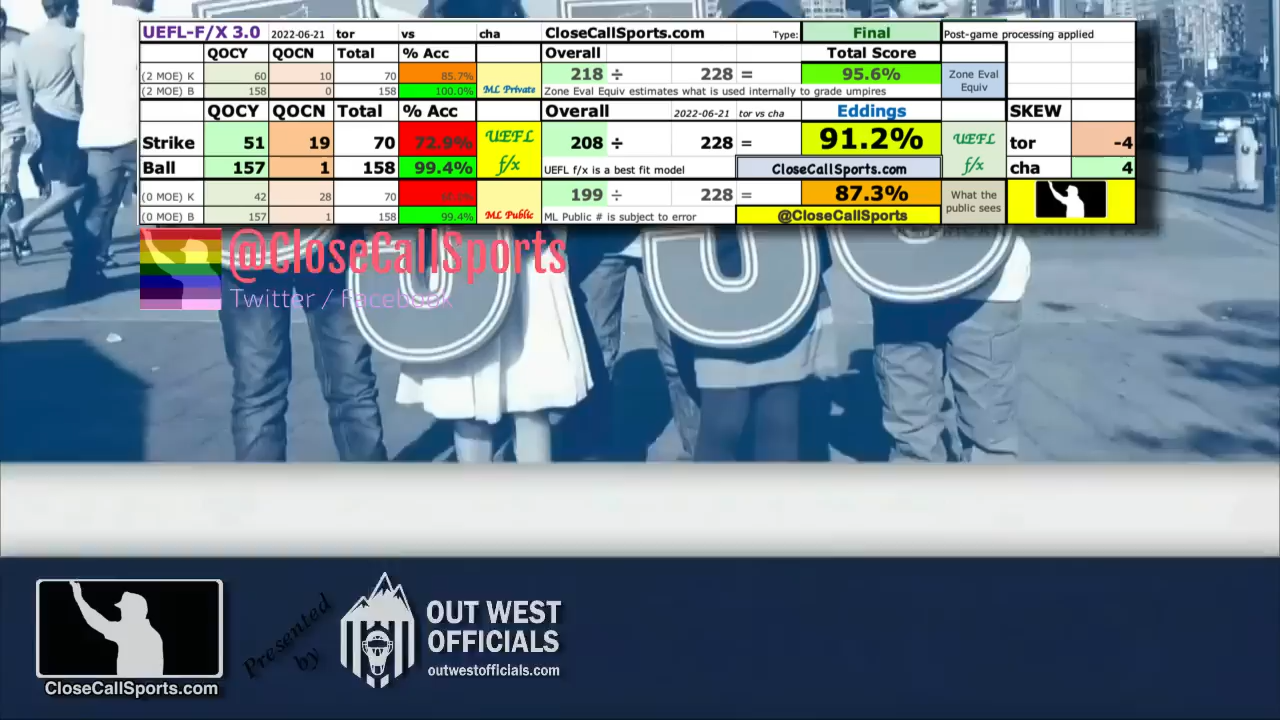 UEFL-F/X 3.0 2022-06-21 tor vs cha CloseCallSports.com Type: Final Post-game processing applied
QOCY QOCN Total % Acc Overall Total Score
(2 MOE) K 60 10 70 85.7% ML Private 218 ÷ 228 = 95.6% Zone Eval Equiv
(2 MOE) B 158 0 158 100.0% Zone Eval Equiv estimates what is used internally to grade umpires
QOCY QOCN Total % Acc Overall 2022-06-21 tor vs cha Eddings SKEW
Strike 51 19 70 72.9% UEFL f/x 208 ÷ 228 = 91.2% UEFL f/x tor -4
Ball 157 1 158 99.4% UEFL f/x is a best fit model CloseCallSports.com cha 4
(0 MOE) K 42 28 70 ML Public 199 ÷ 228 = 87.3% What the public sees
(0 MOE) B 157 1 158 99.4% ML Public # is subject to error @CloseCallSports
@CloseCallSports
Twitter / Facebook
CloseCallSports.com
Presented by
OUT WEST
OFFICIALS
outwestofficials.com